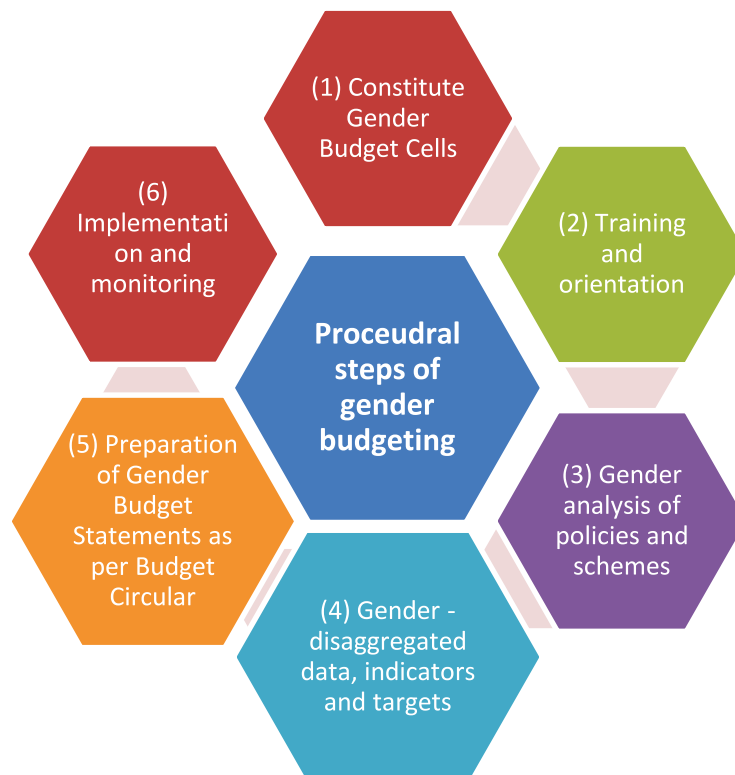 Proceudral
steps of
gender
budgeting
(1) Constitute
Gender
Budget Cells
(2) Training
and
orientation
(3) Gender
analysis of
policies and
schemes
(4) Gender -
disaggregated
data, indicators
and targets
(5) Preparation
of Gender
Budget
Statements as
per Budget
Circular
(6)
Implementati
on and
monitoring